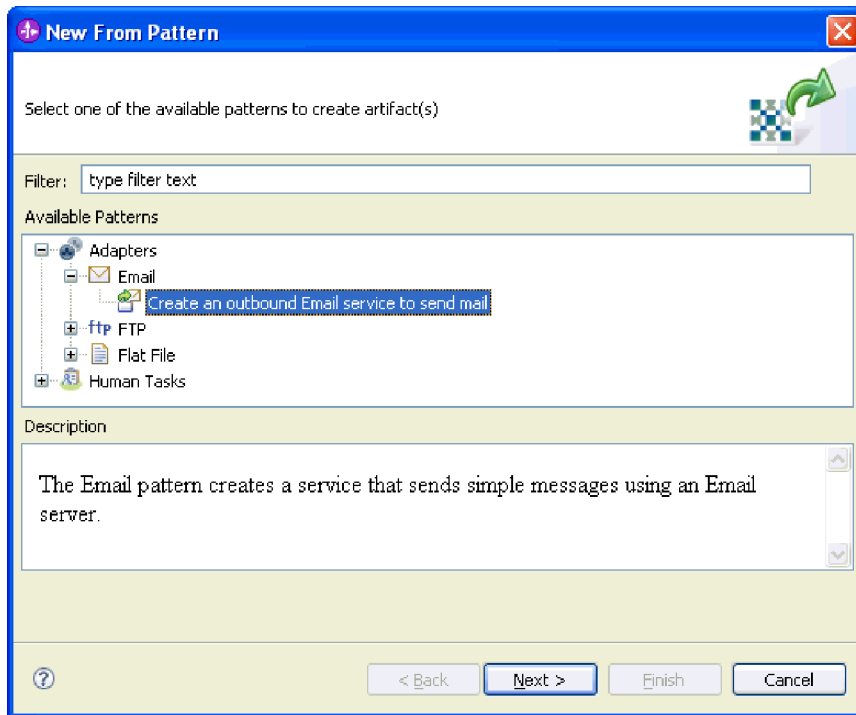 New From Pattern
Select one of the available patterns to create artifact(s)
Filter: type filter text
Available Patterns
Adapters
Email
Create an outbound Email service to send mail
ftp FTP
Flat File
Human Tasks
Description
The Email pattern creates a service that sends simple messages using an Email
server.
? < Back Next > Finish Cancel